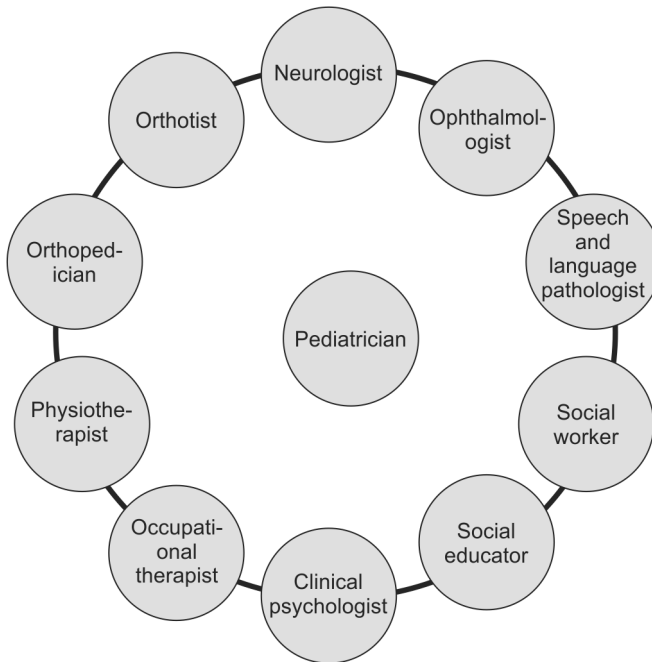 Neurologist
Ophthalmol-
ogist
Speech
and
language
pathologist
Social
worker
Social
educator
Clinical
psychologist
Occupati-
onal
therapist
Physiothe-
rapist
Orthoped-
ician
Orthotist
Pediatrician